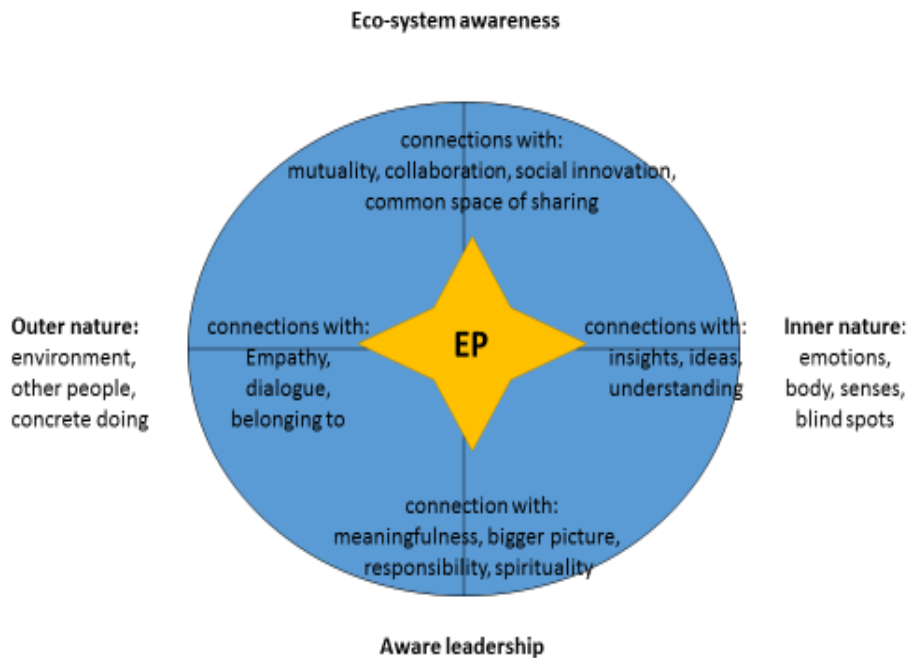 Eco-system awareness
connections with:
mutuality, collaboration, social innovation,
common space of sharing
Outer nature:
environment,
other people,
concrete doing
connections with:
Empathy,
dialogue,
belonging to
EP
connections with:
insights, ideas,
understanding
Inner nature:
emotions,
body, senses,
blind spots
connection with:
meaningfulness, bigger picture,
responsibility, spirituality
Aware leadership